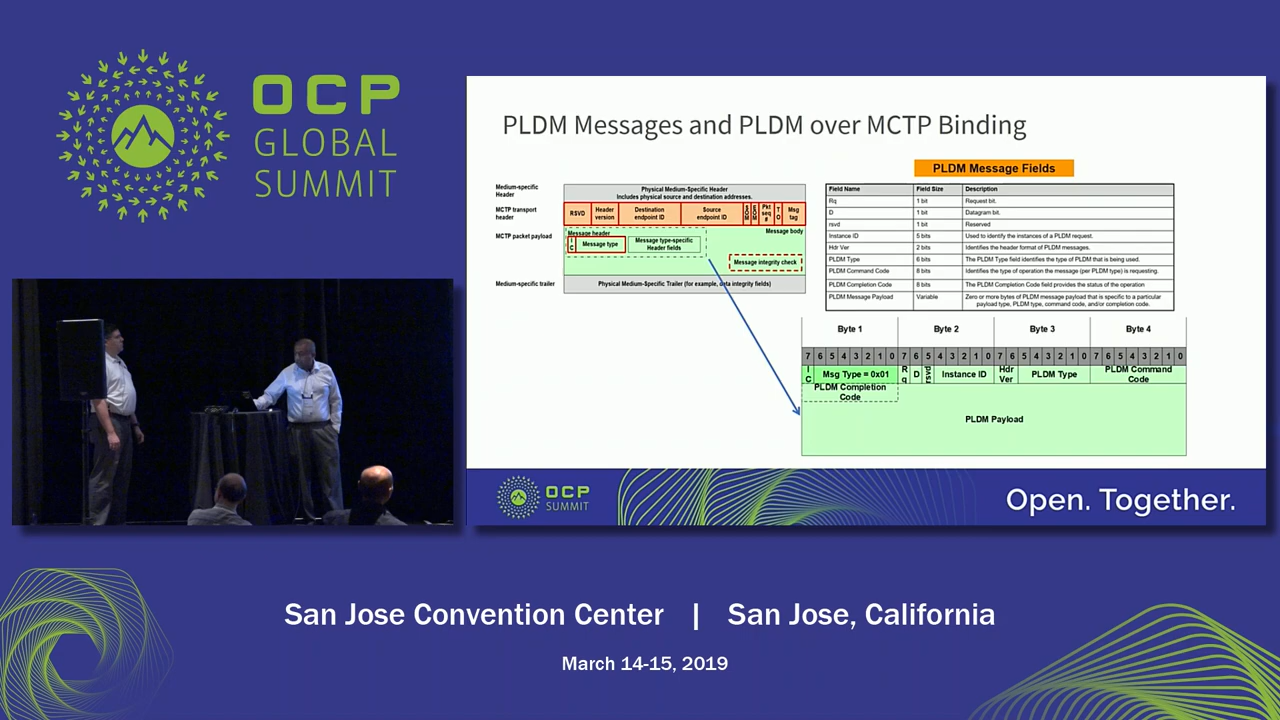 OCP
GLOBAL
SUMMIT
PLDM Messages and PLDM over MCTP Binding
PLDM Message Fields
Medium-specific
Header
Physical Medium-Specific Header
Includes physical source and destination addresses.
MCTP transport
header
RSVD
Header
version
Destination
endpoint ID
Source
endpoint ID
SOM
EOM
Pkt
seq
#
TO
Msg
tag
MCTP packet payload
Message header
Message body
IC
Message type
Message type-specific
Header fields
Message integrity check
Medium-specific trailer
Physical Medium-Specific Trailer (for example, data integrity fields)
Field Name Field Size Description
Rq 1 bit Request bit.
D 1 bit Datagram bit.
rsvd 1 bit Reserved
Instance ID 5 bits Used to identify the instances of a PLDM request.
Hdr Ver 2 bits Identifies the header format of PLDM messages.
PLDM Type 6 bits The PLDM Type field identifies the type of PLDM that is being used.
PLDM Command Code 8 bits Identifies the type of operation the message (per PLDM type) is requesting.
PLDM Completion Code 8 bits The PLDM Completion Code field provides the status of the operation
PLDM Message Payload Variable Zero or more bytes of PLDM message payload that is specific to a particular
payload type, PLDM type, command code, and/or completion code.
Byte 1 Byte 2 Byte 3 Byte 4
7 6 5 4 3 2 1 0 7 6 5 4 3 2 1 0 7 6 5 4 3 2 1 0 7 6 5 4 3 2 1 0
IC Msg Type = 0x01 Rq D rsvd Instance ID Hdr Ver PLDM Type PLDM Command Code
PLDM Completion
Code
PLDM Payload
OCP
SUMMIT
Open. Together.
San Jose Convention Center | San Jose, California
March 14-15, 2019